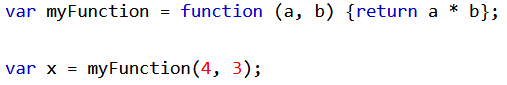 var myFunction = function (a, b) {return a * b};
var x = myFunction(4, 3);